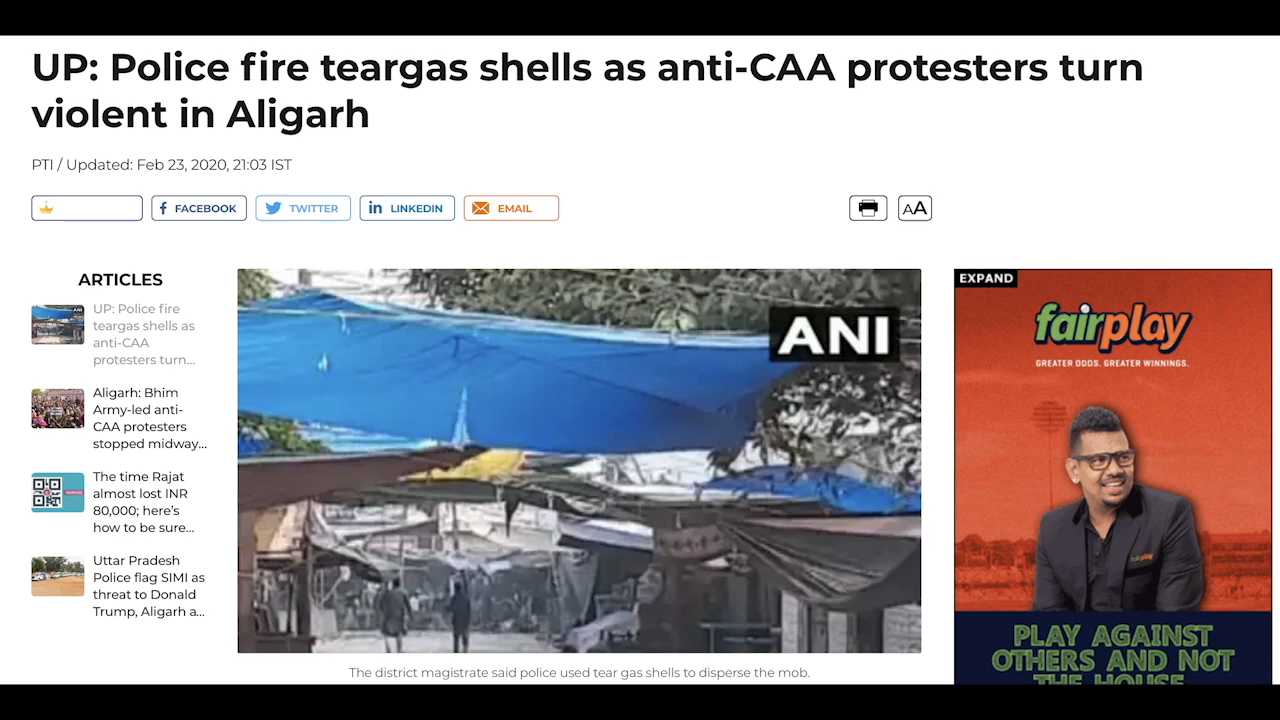 UP: Police fire teargas shells as anti-CAA protesters turn
violent in Aligarh
PTI / Updated: Feb 23, 2020, 21:03 IST
FACEBOOK
TWITTER
LINKEDIN
EMAIL
AA
ARTICLES
UP: Police fire
teargas shells as
anti-CAA
protesters turn...
Aligarh: Bhim
Army-led anti-
CAA protesters
stopped midway...
The time Rajat
almost lost INR
80,000; here's
how to be sure...
Uttar Pradesh
Police flag SIMI as
threat to Donald
Trump, Aligarh a...
ANI
The district magistrate said police used tear gas shells to disperse the mob.
EXPAND
fairplay
GREATER ODDS. GREATER WINNINGS.
fairplay
PLAY AGAINST
OTHERS AND NOT
THE HOUSE